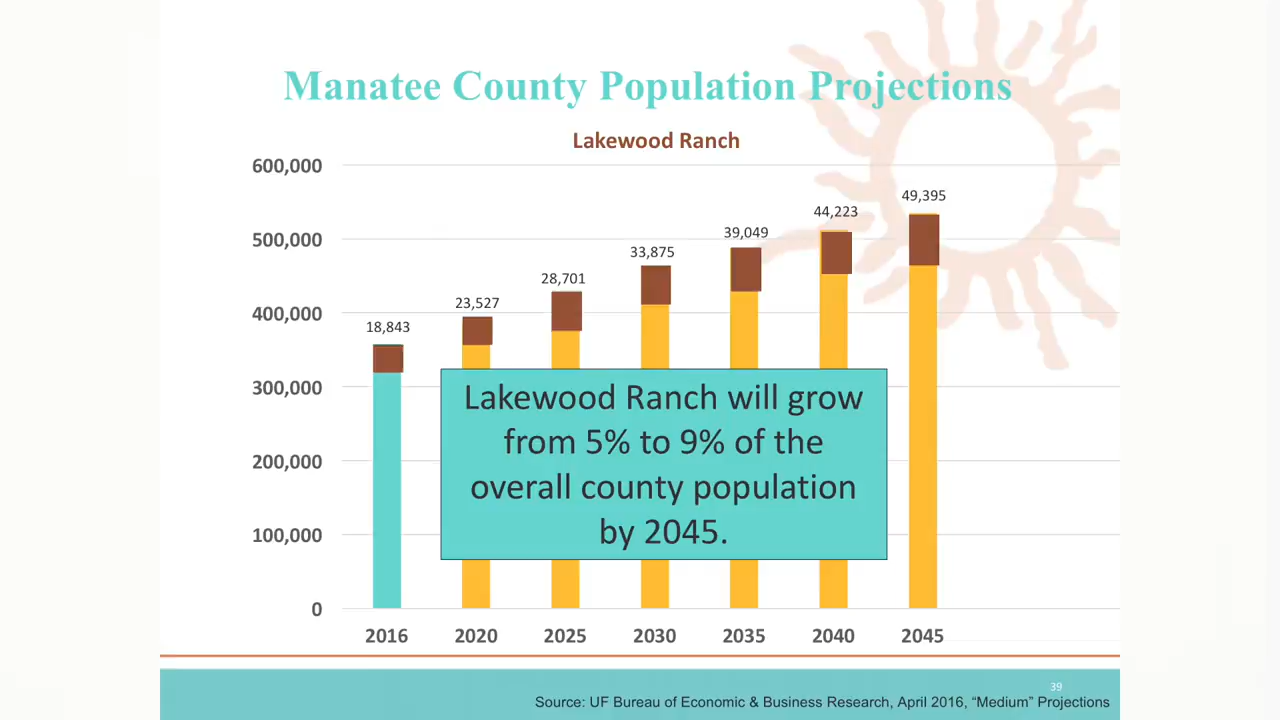 Manatee County Population Projections
Lakewood Ranch
600,000
500,000
400,000
300,000
200,000
100,000
0
18,843
23,527
28,701
33,875
39,049
44,223
49,395
Lakewood Ranch will grow
from 5% to 9% of the
overall county population
by 2045.
2016 2020 2025 2030 2035 2040 2045
39
Source: UF Bureau of Economic & Business Research, April 2016, “Medium” Projections